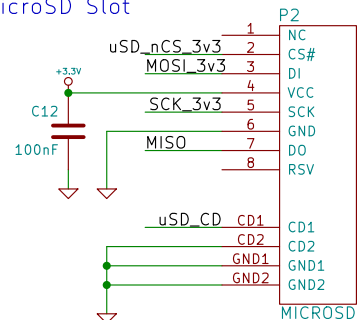 icroSD Slot
P2
1 NC
uSD_nCS_3v3 2 CS#
+3.3V MOSI_3v3 3 DI
4 VCC
C12 SCK_3v3 5 SCK
6 GND
100nF MISO 7 DO
8 RSV
uSD_CD CD1 CD1
CD2 CD2
GND1 GND1
GND2 GND2
MICROSD